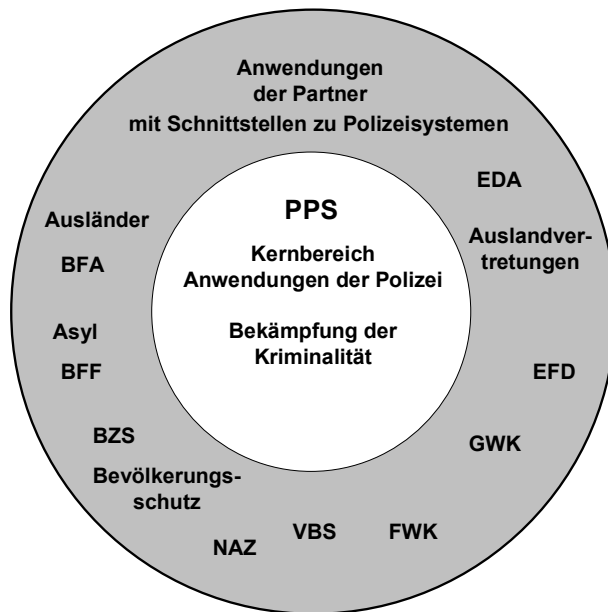 Anwendungen
der Partner
mit Schnittstellen zu Polizeisystemen
EDA
Auslandver-
tretungen
EFD
GWK
FWK
VBS
NAZ
Bevölkerungs-
schutz
BZS
BFF
Asyl
BFA
Ausländer
PPS
Kernbereich
Anwendungen der Polizei
Bekämpfung der
Kriminalität